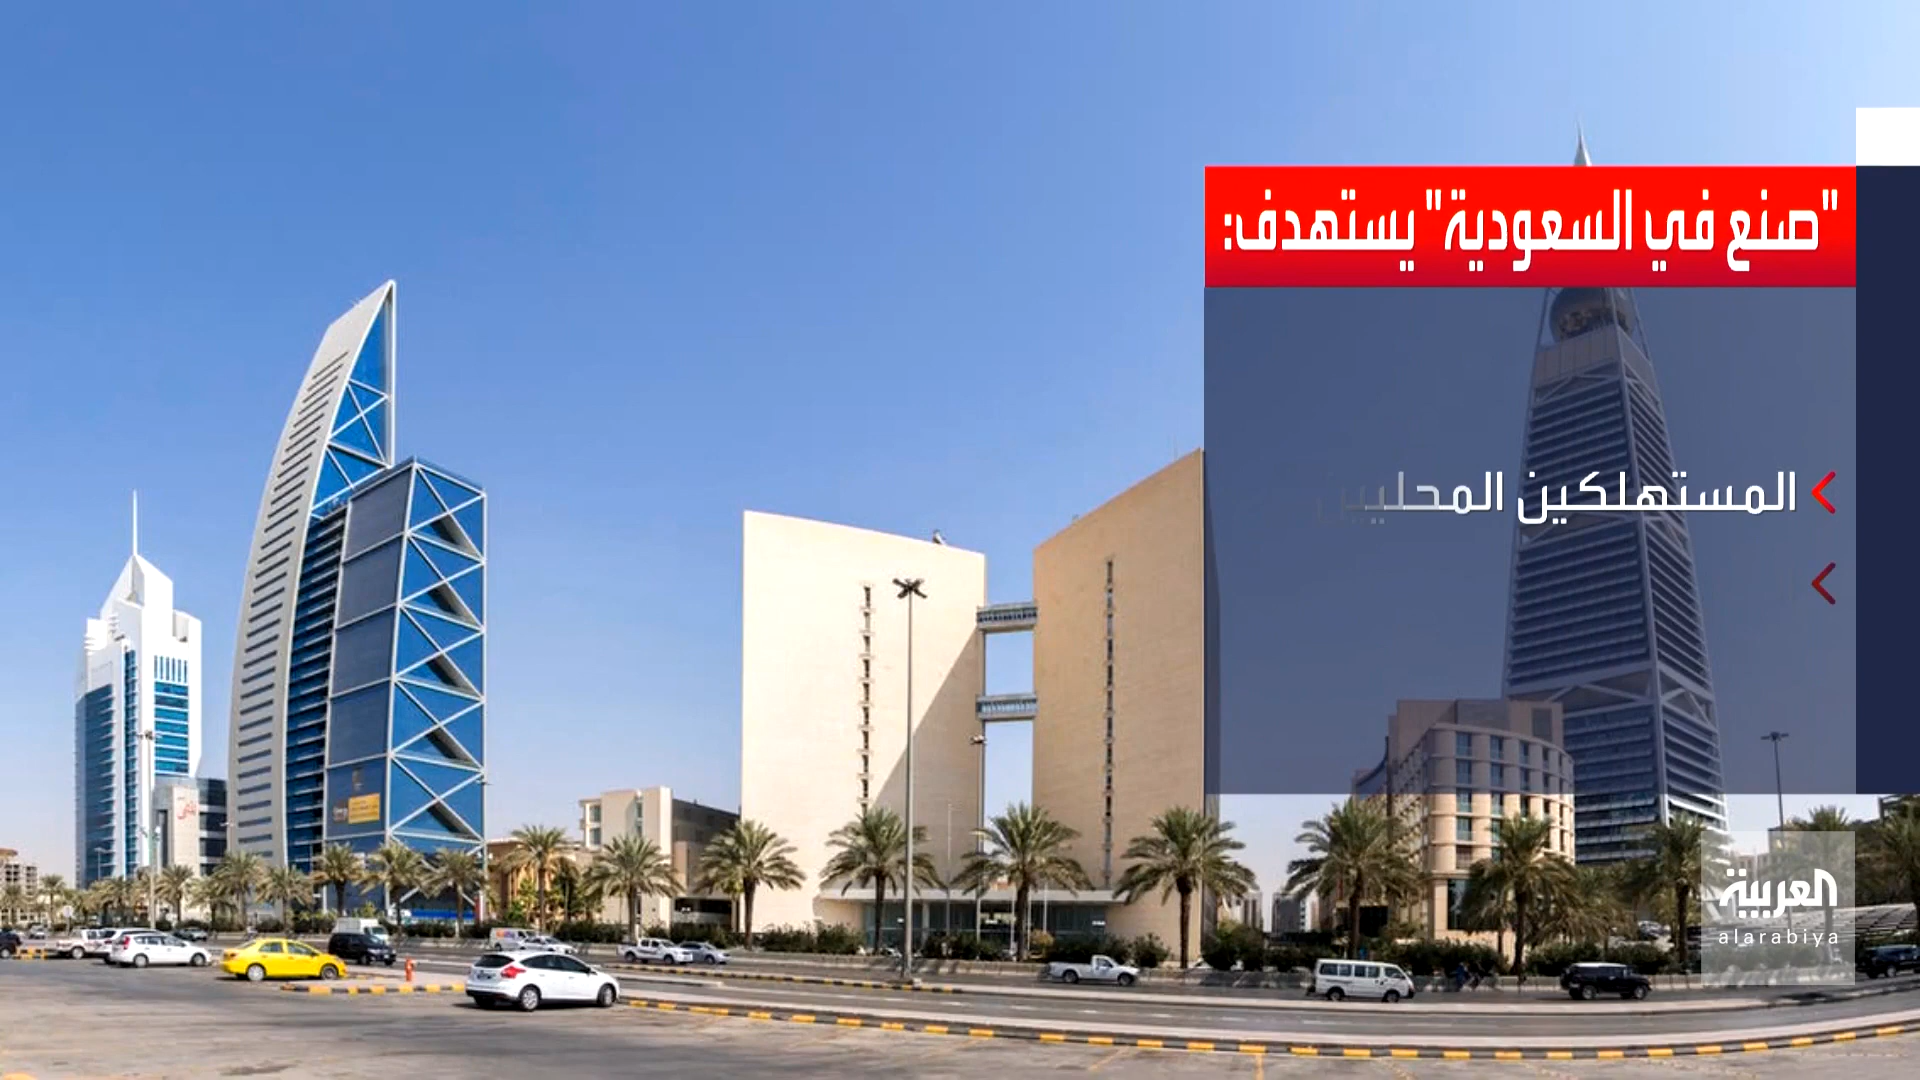 "صنع في السعودية" يستهدف:
المستهلكين المحليين
العربية
alarabiya